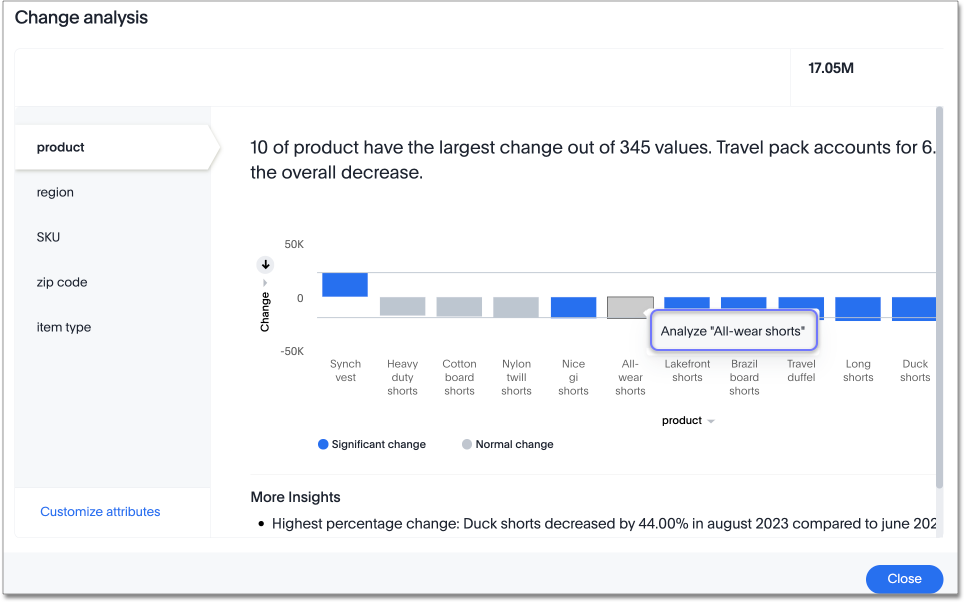 Change analysis
17.05M
product
region
SKU
zip code
item type
Customize attributes
10 of product have the largest change out of 345 values. Travel pack accounts for 6.
the overall decrease.
50K
0
-50K
Change
Synch vest
Heavy duty shorts
Cotton board shorts
Nylon twill shorts
Nice gi shorts
All-wear shorts
Lakefront shorts
Brazil board shorts
Travel duffel
Long shorts
Duck shorts
Analyze "All-wear shorts"
product
Significant change
Normal change
More Insights
• Highest percentage change: Duck shorts decreased by 44.00% in august 2023 compared to june 202
Close